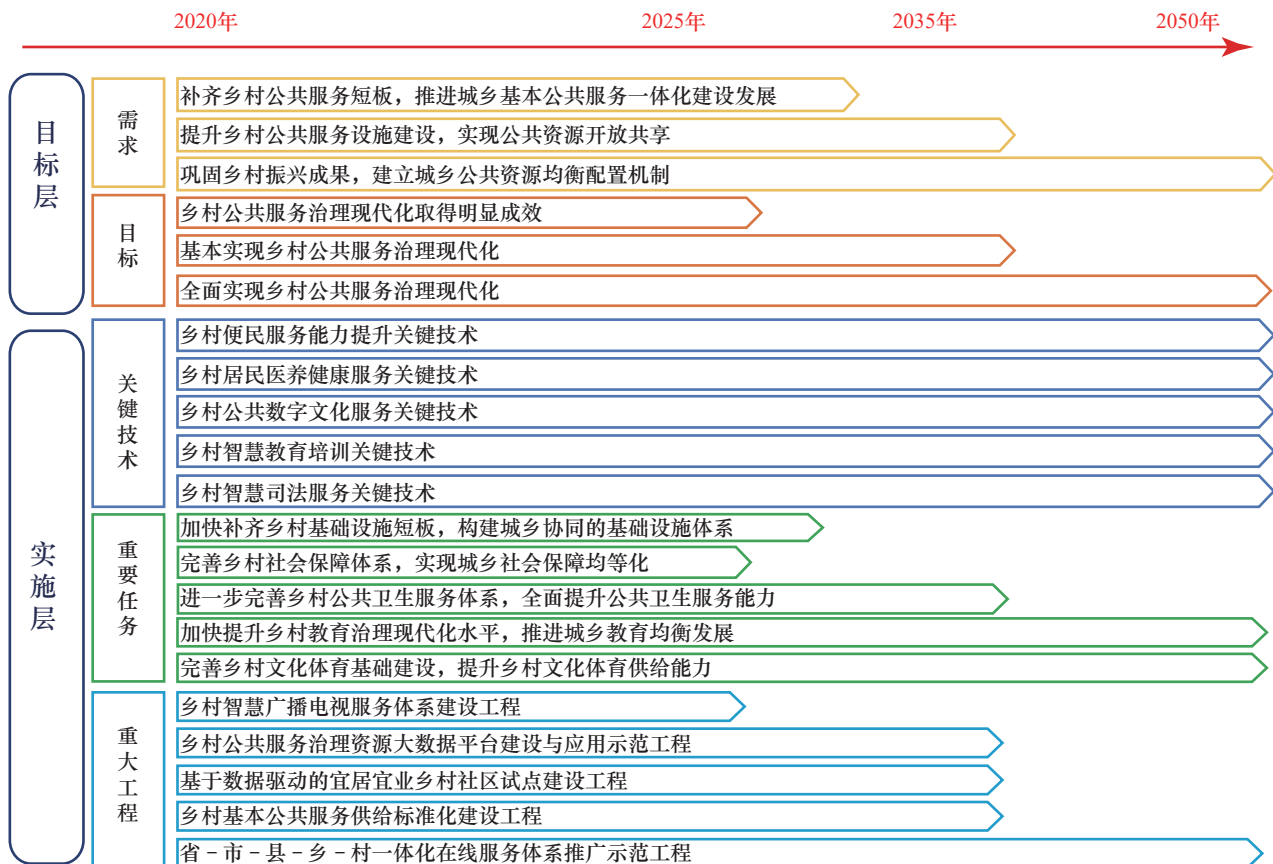 2020年 2025年 2035年 2050年
目标层
需求
补齐乡村公共服务短板，推进城乡基本公共服务一体化建设发展
提升乡村公共服务设施建设，实现公共资源开放共享
巩固乡村振兴成果，建立城乡公共资源均衡配置机制
目标
乡村公共服务治理现代化取得明显成效
基本实现乡村公共服务治理现代化
全面实现乡村公共服务治理现代化
实施层
关键技术
乡村便民服务能力提升关键技术
乡村居民医养健康服务关键技术
乡村公共数字文化服务关键技术
乡村智慧教育培训关键技术
乡村智慧司法服务关键技术
重要任务
加快补齐乡村基础设施短板，构建城乡协同的基础设施体系
完善乡村社会保障体系，实现城乡社会保障均等化
进一步完善乡村公共卫生服务体系，全面提升公共卫生服务能力
加快提升乡村教育治理现代化水平，推进城乡教育均衡发展
完善乡村文化体育基础建设，提升乡村文化体育供给能力
重大工程
乡村智慧广播电视服务体系建设工程
乡村公共服务治理资源大数据平台建设与应用示范工程
基于数据驱动的宜居宜业乡村社区试点建设工程
乡村基本公共服务供给标准化建设工程
省－市－县－乡－村一体化在线服务体系推广示范工程